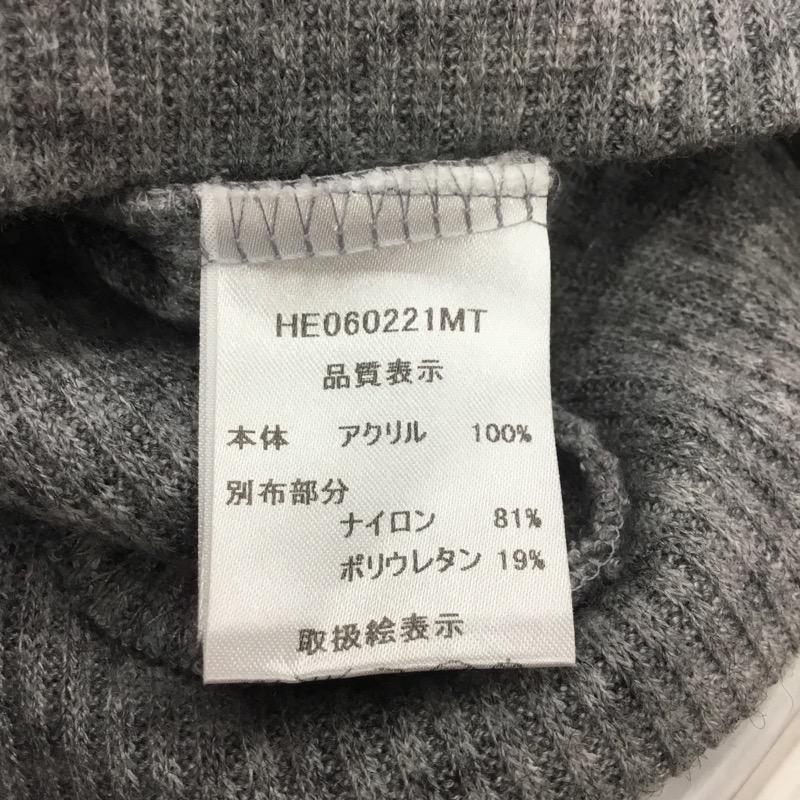 HE060221MT
品質表示
本体 アクリル 100%
別布部分
ナイロン 81%
ポリウレタン 19%
取扱絵表示